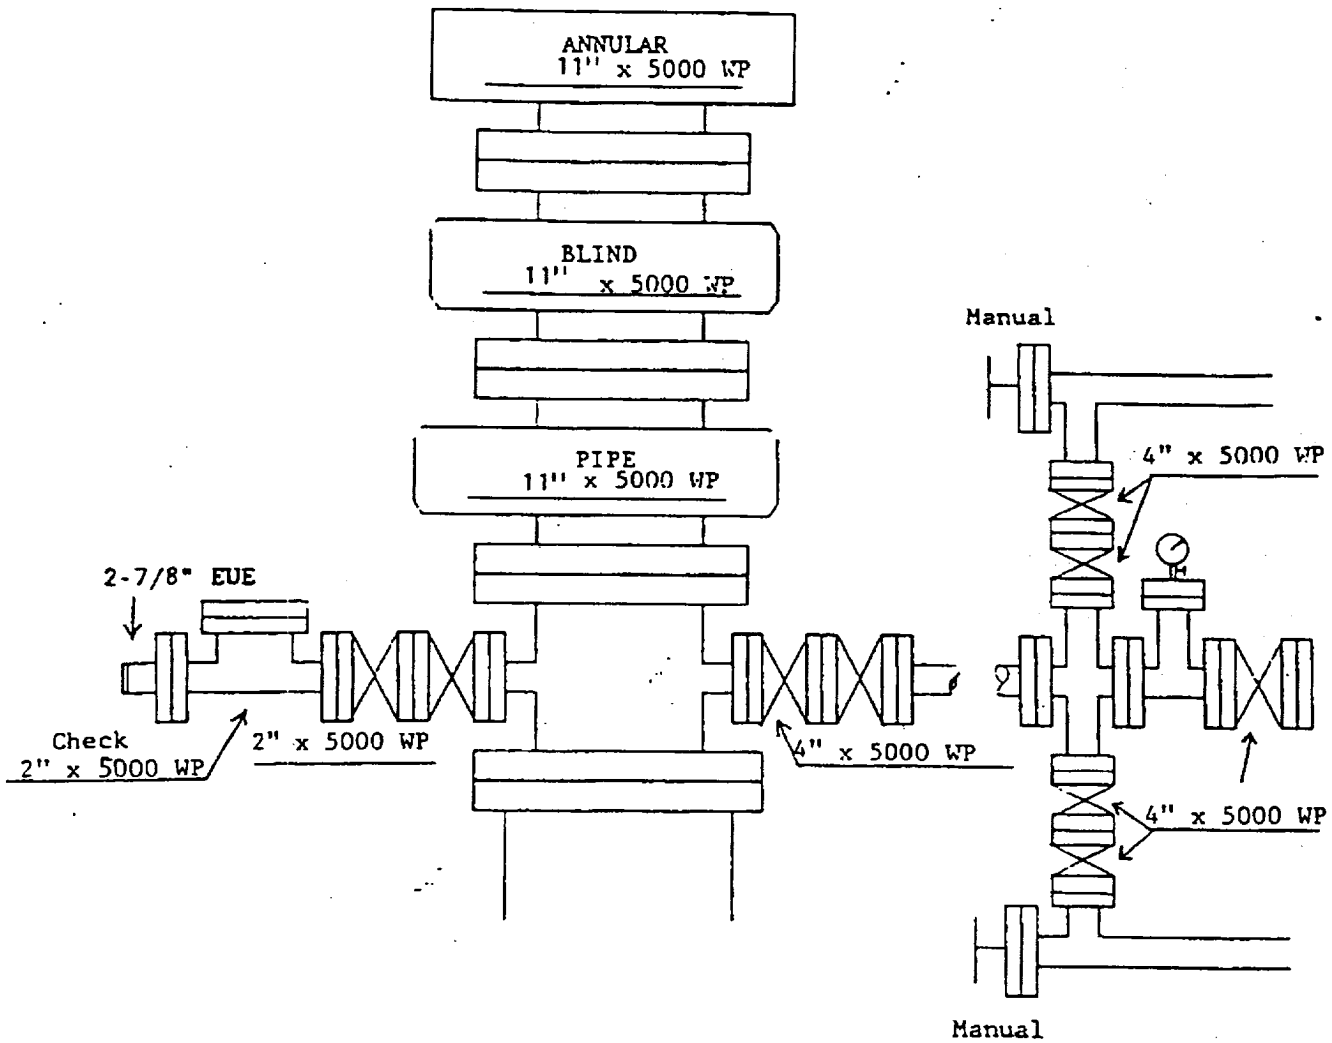 ANNULAR
11" x 5000 WP
BLIND
11" x 5000 WP
Manual
PIPE
11" x 5000 WP
4" x 5000 WP
2-7/8" EUE
Check
2" x 5000 WP
2" x 5000 WP
4" x 5000 WP
4" x 5000 WP
Manual